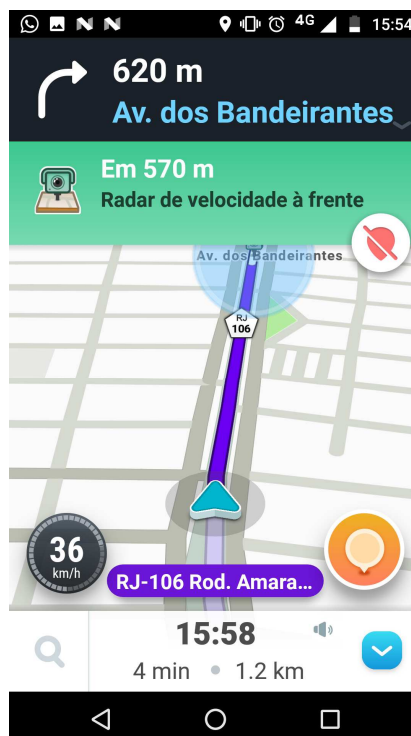 4G
15:54
620 m
Av. dos Bandeirantes
Em 570 m
Radar de velocidade à frente
Av. dos Bandeirantes
RJ
106
36
km/h
RJ-106 Rod. Amara...
15:58
4 min • 1.2 km